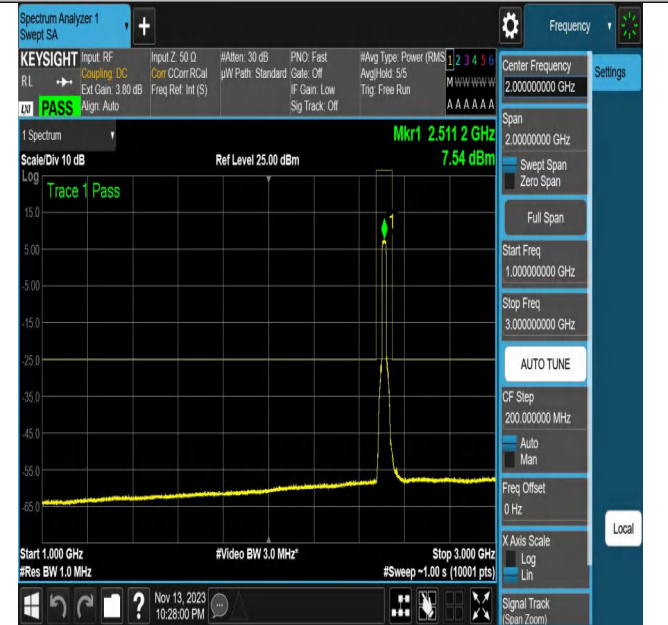 Spectrum Analyzer 1
Swept SA
+
Frequency
KEYSIGHT
RL
LXI
PASS
Input: RF
Coupling: DC
Ext Gain: 3.80 dB
Align: Auto
Input Z: 50 Ω
Corr CCorr RCal
Freq Ref: Int (S)
#Atten: 30 dB
µW Path: Standard
PNO: Fast
Gate: Off
IF Gain: Low
Sig Track: Off
#Avg Type: Power (RMS
Avg|Hold: 5/5
Trig: Free Run
1 2 3 4 5 6
M W W W W W
A A A A A A
1 Spectrum
Scale/Div 10 dB
Ref Level 25.00 dBm
Mkr1 2.511 2 GHz
7.54 dBm
Log
Trace 1 Pass
1
15.0
5.00
-5.00
-15.0
-25.0
-35.0
-45.0
-55.0
-65.0
Start 1.000 GHz
#Res BW 1.0 MHz
#Video BW 3.0 MHz*
Stop 3.000 GHz
#Sweep ~1.00 s (10001 pts)
Center Frequency
2.00000000 GHz
Settings
Span
2.00000000 GHz
Swept Span
Zero Span
Full Span
Start Freq
1.000000000 GHz
Stop Freq
3.000000000 GHz
AUTO TUNE
CF Step
200.000000 MHz
Auto
Man
Freq Offset
0 Hz
X Axis Scale
Log
Lin
Local
Signal Track
(Span Zoom)
?
Nov 13, 2023
10:28:00 PM